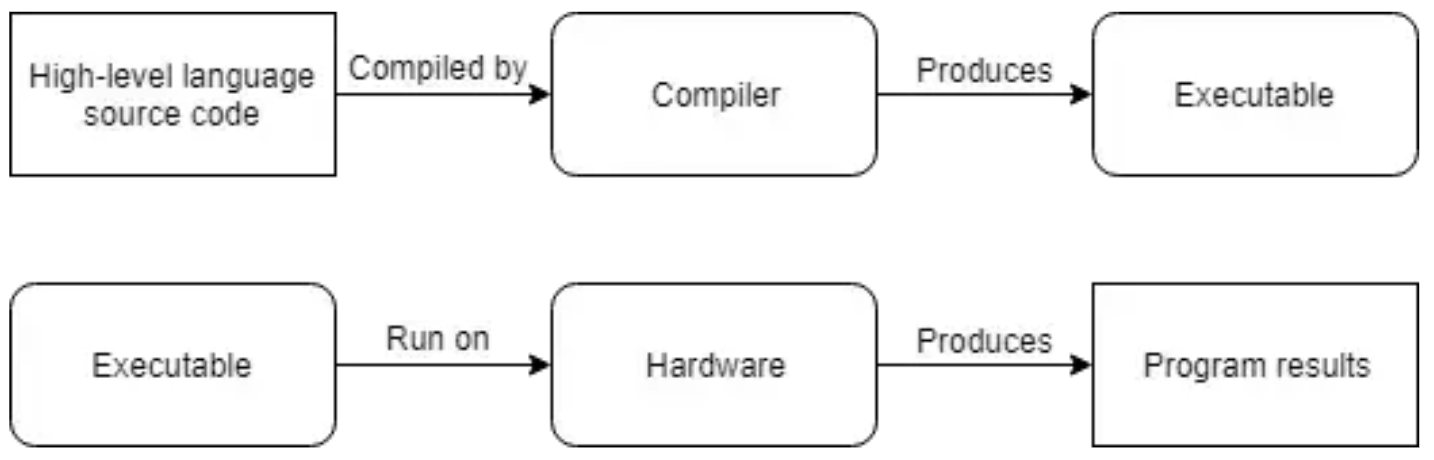 High-level language
source code
Compiled by
Compiler
Produces
Executable
Executable
Run on
Hardware
Produces
Program results